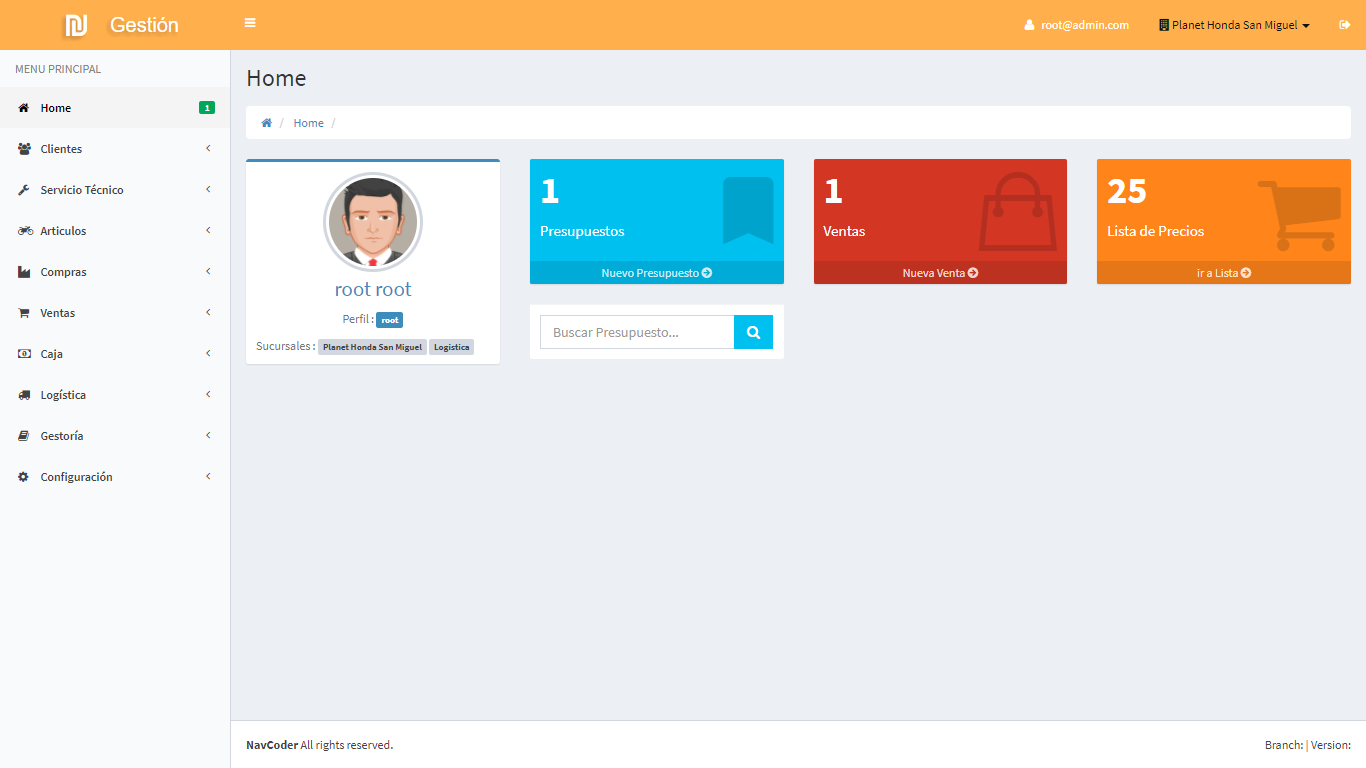 Gestión
root@admin.com
Planet Honda San Miguel
MENU PRINCIPAL
Home
1
Clientes
Servicio Técnico
Articulos
Compras
Ventas
Caja
Logística
Gestoría
Configuración
Home
/ Home /
root root
Perfil : root
Sucursales : Planet Honda San Miguel Logistica
1
Presupuestos
Nuevo Presupuesto
1
Ventas
Nueva Venta
25
Lista de Precios
ir a Lista
Buscar Presupuesto...
NavCoder All rights reserved.
Branch: | Version: